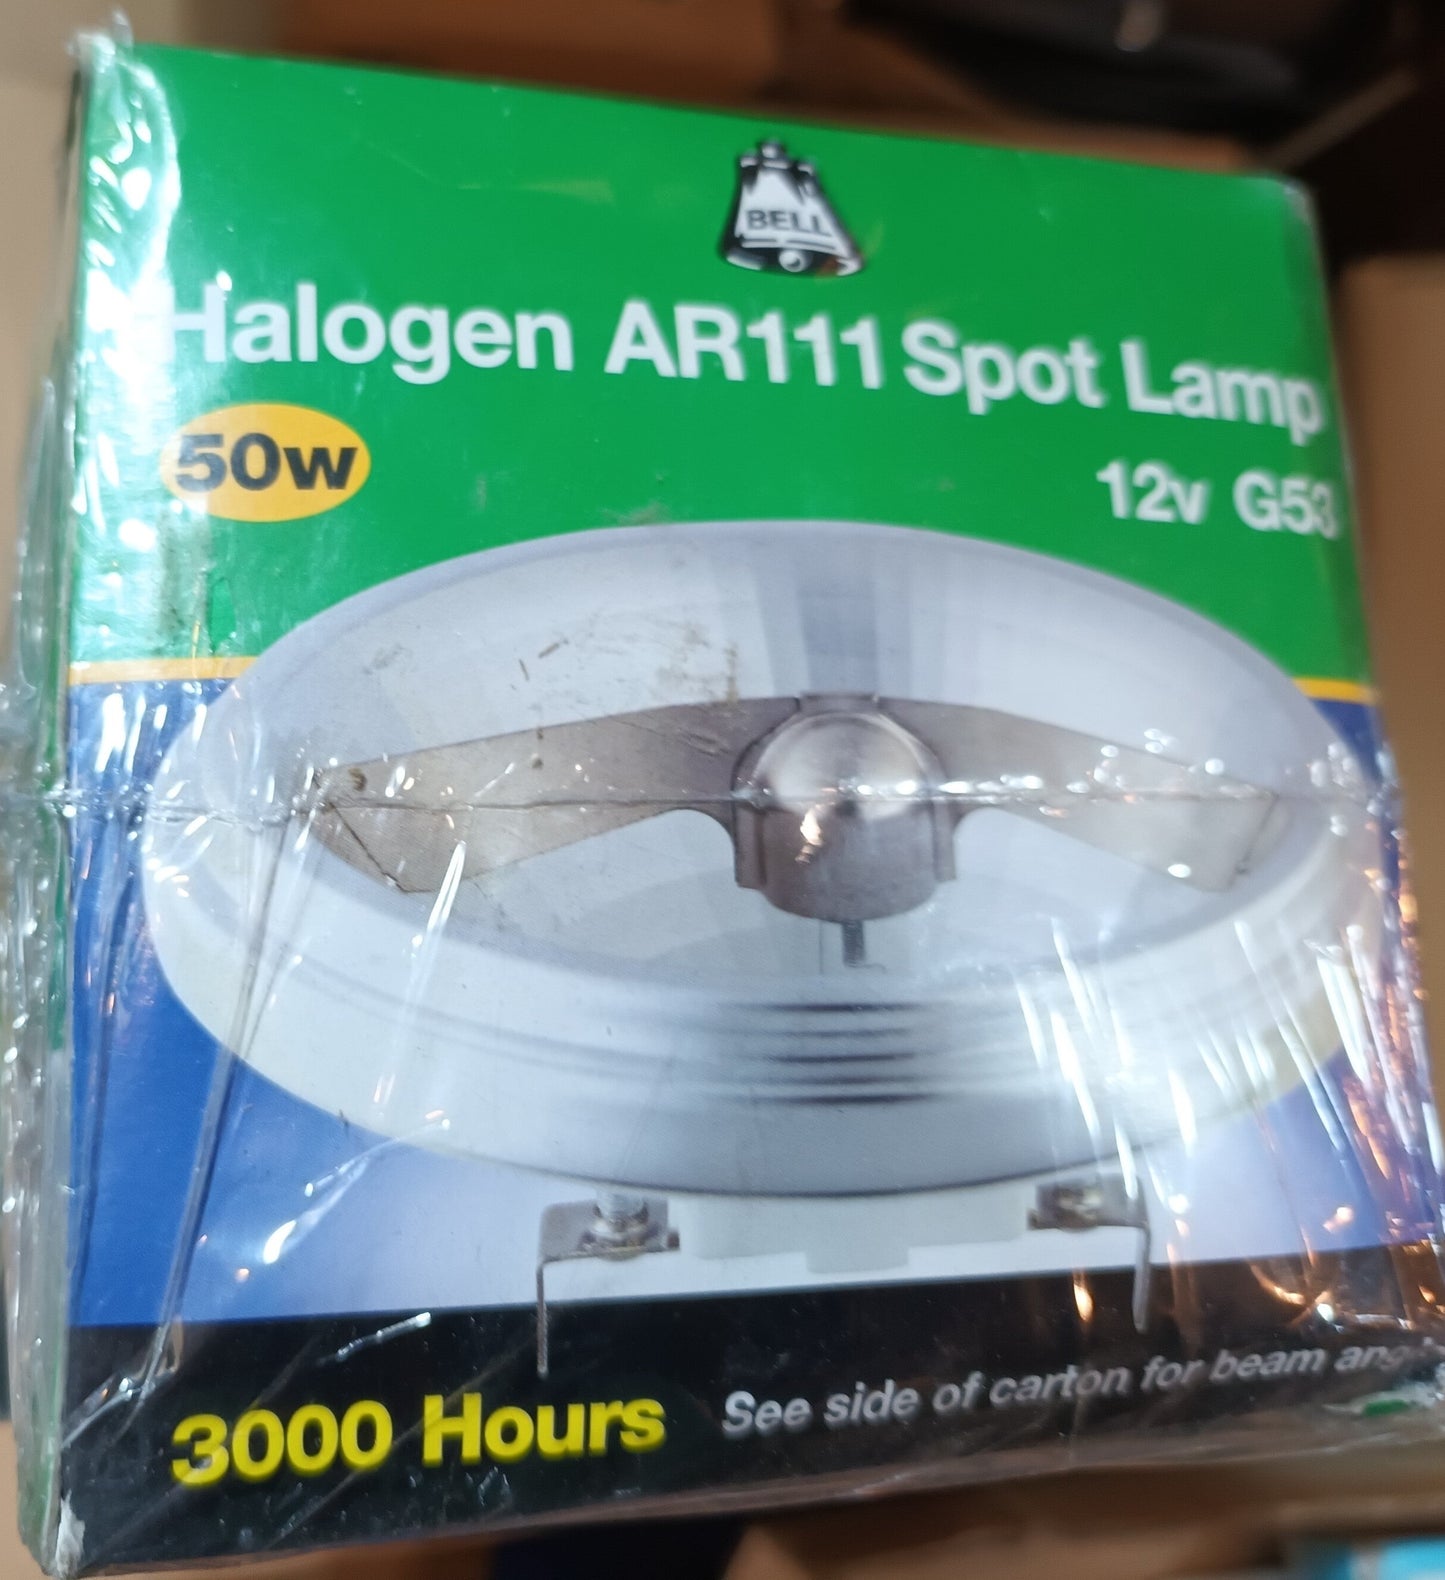 BELL
Halogen AR111 Spot Lamp
50w
12v G53
3000 Hours
See side of carton for beam